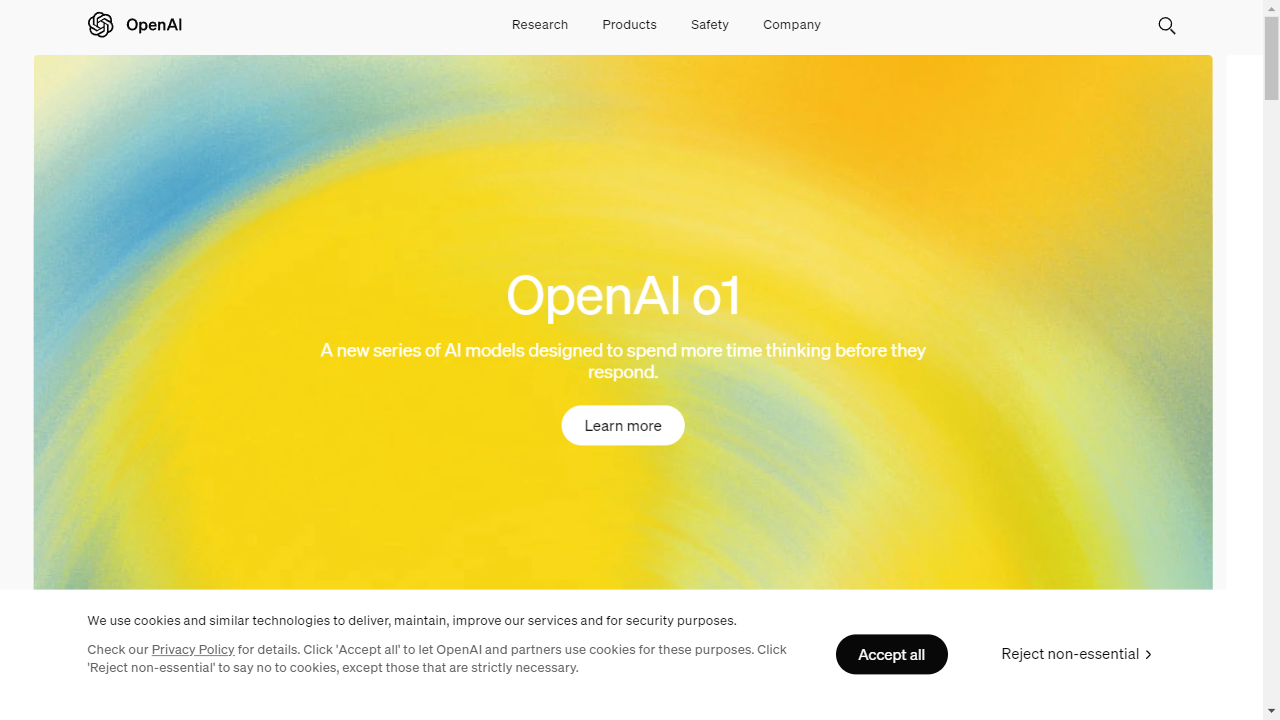 OpenAI
Research Products Safety Company
OpenAI o1
A new series of AI models designed to spend more time thinking before they
respond.
Learn more
We use cookies and similar technologies to deliver, maintain, improve our services and for security purposes.
Check our Privacy Policy for details. Click 'Accept all' to let OpenAI and partners use cookies for these purposes. Click
'Reject non-essential' to say no to cookies, except those that are strictly necessary.
Accept all
Reject non-essential